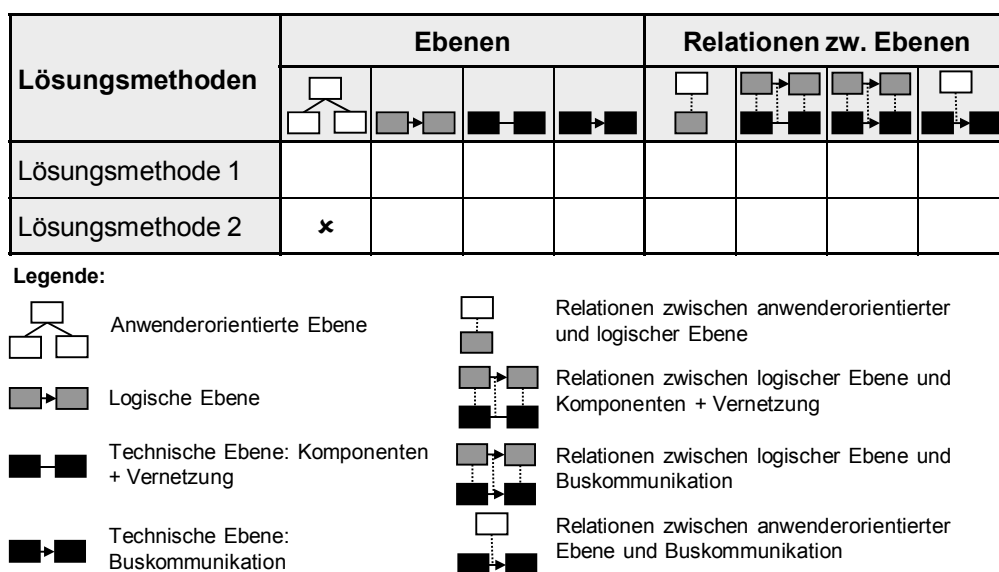 Lösungsmethoden
Ebenen
Relationen zw. Ebenen
Lösungsmethode 1
Lösungsmethode 2
×
Legende:
Anwenderorientierte Ebene
Logische Ebene
Technische Ebene: Komponenten
+ Vernetzung
Technische Ebene:
Buskommunikation
Relationen zwischen anwenderorientierter
und logischer Ebene
Relationen zwischen logischer Ebene und
Komponenten + Vernetzung
Relationen zwischen logischer Ebene und
Buskommunikation
Relationen zwischen anwenderorientierter
Ebene und Buskommunikation